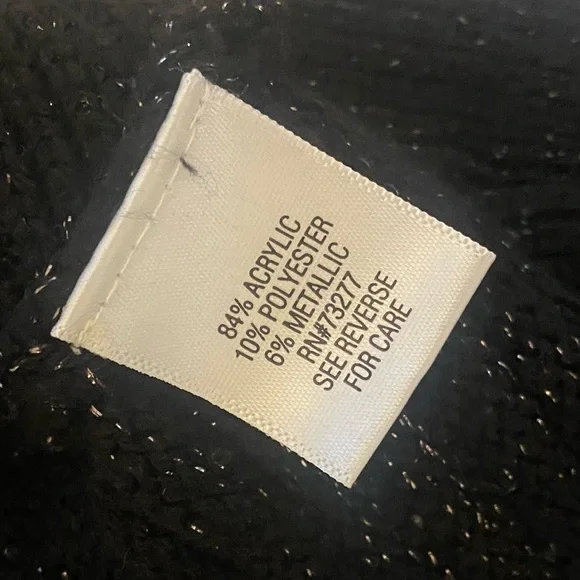 84% ACRYLIC
10% POLYESTER
6% METALLIC
RN#73277
SEE REVERSE
FOR CARE